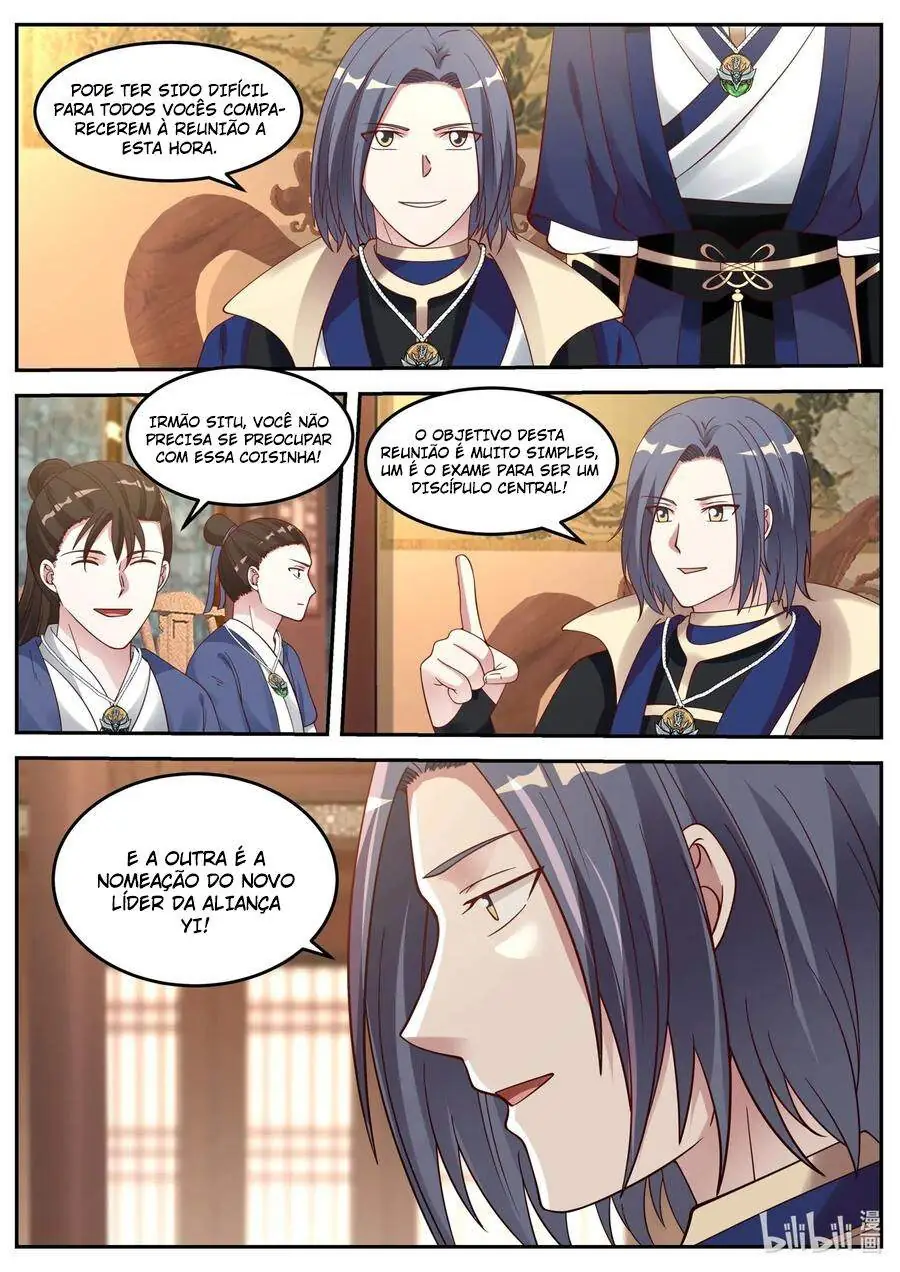 PODE TER SIDO DIFÍCIL
PARA TODOS VOCÊS COMPA-
RECEREM À REUNIÃO A
ESTA HORA.
IRMÃO SITU, VOCÊ NÃO
PRECISA SE PREOCUPAR
COM ESSA COISINHA!
O OBJETIVO DESTA
REUNIÃO É MUITO SIMPLES,
UM É O EXAME PARA SER UM
DISCÍPULO CENTRAL!
E A OUTRA É A
NOMEAÇÃO DO NOVO
LÍDER DA ALIANÇA
YI!
bilibili 漫画